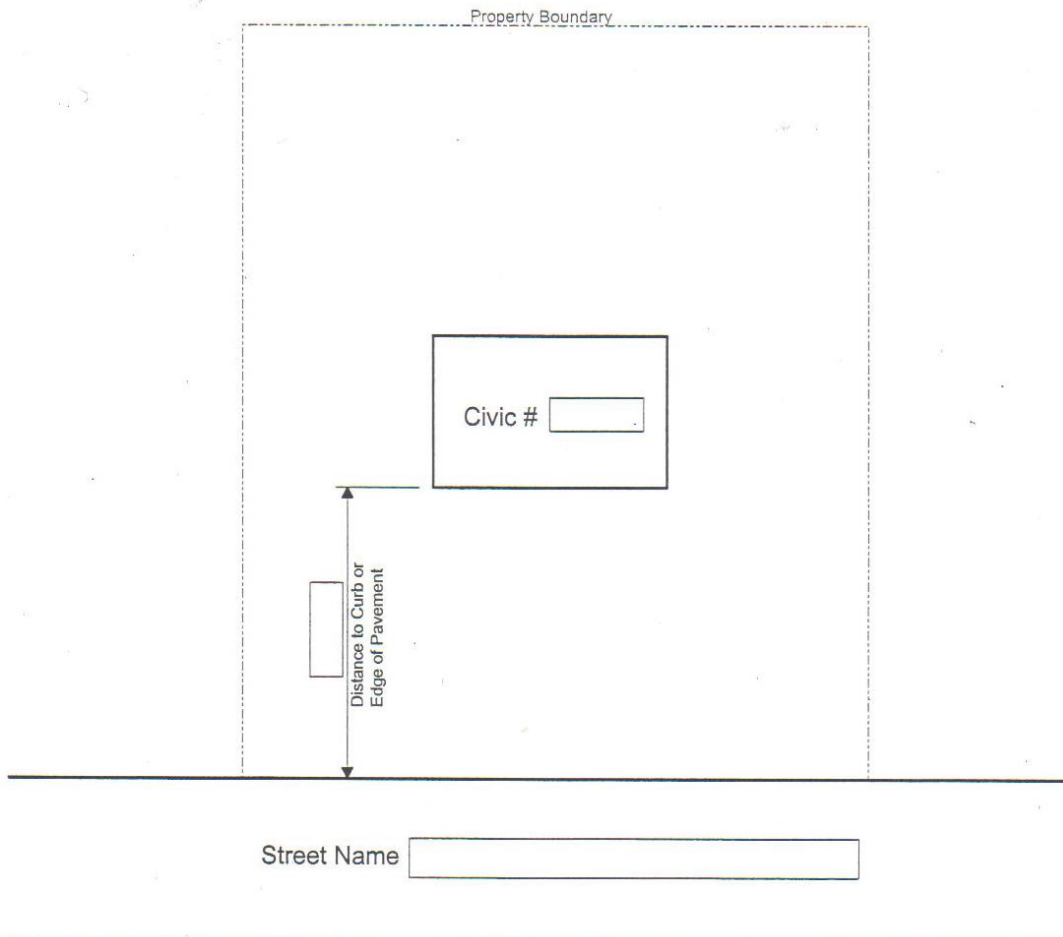 Property Boundary
Civic #
Distance to Curb or
Edge of Pavement
Street Name